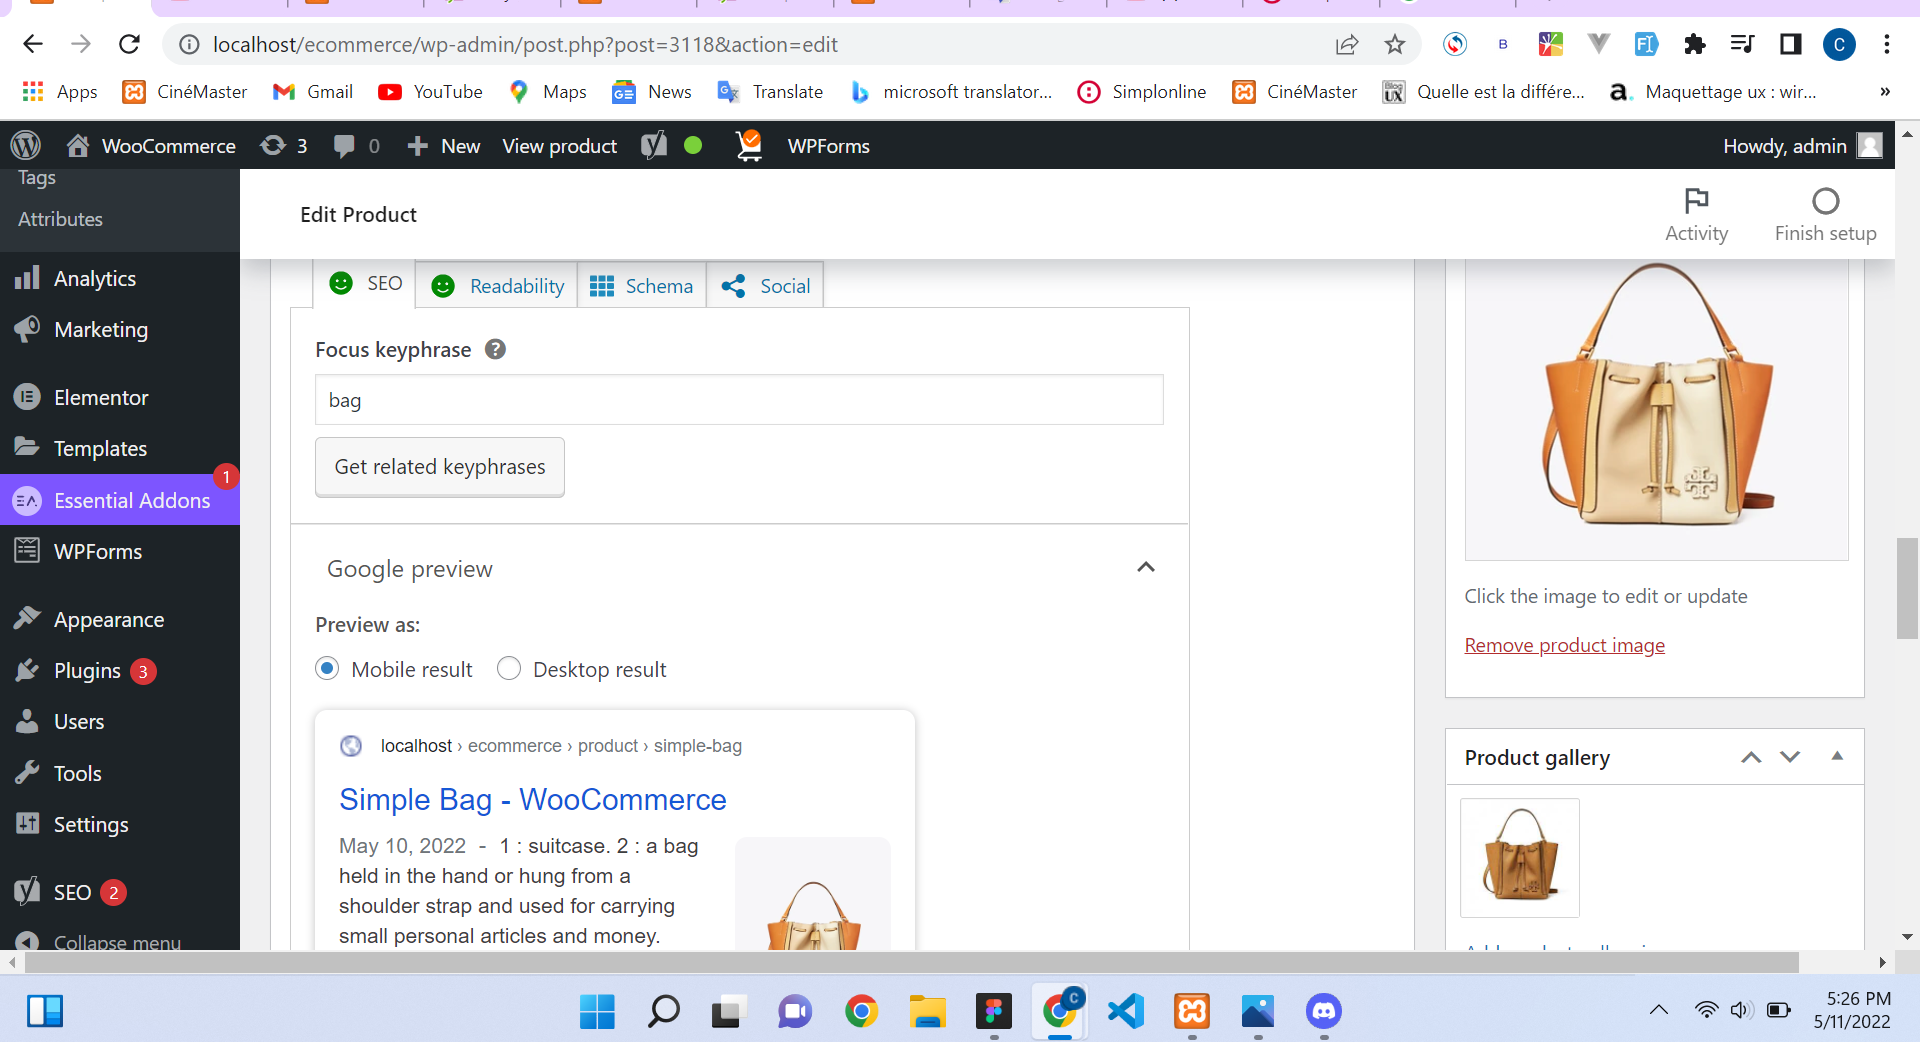 localhost/ecommerce/wp-admin/post.php?post=3118&action=edit
B
C
Apps
CinéMaster
Gmail
YouTube
Maps
News
Translate
microsoft translator...
Simplonline
CinéMaster
Quelle est la différe...
Maquettage ux : wir...
»
WooCommerce
3
0
New
View product
WPForms
Howdy, admin
Tags
Attributes
Analytics
Marketing
Elementor
Templates
1
Essential Addons
WPForms
Appearance
Plugins 3
Users
Tools
Settings
SEO 2
Collapse menu
Edit Product
Activity
Finish setup
SEO
Readability
Schema
Social
Focus keyphrase ?
bag
Get related keyphrases
Google preview
Preview as:
Mobile result
Desktop result
localhost › ecommerce › product › simple-bag
Simple Bag - WooCommerce
May 10, 2022 - 1 : suitcase. 2 : a bag
held in the hand or hung from a
shoulder strap and used for carrying
small personal articles and money.
Click the image to edit or update
Remove product image
Product gallery
5:26 PM
5/11/2022